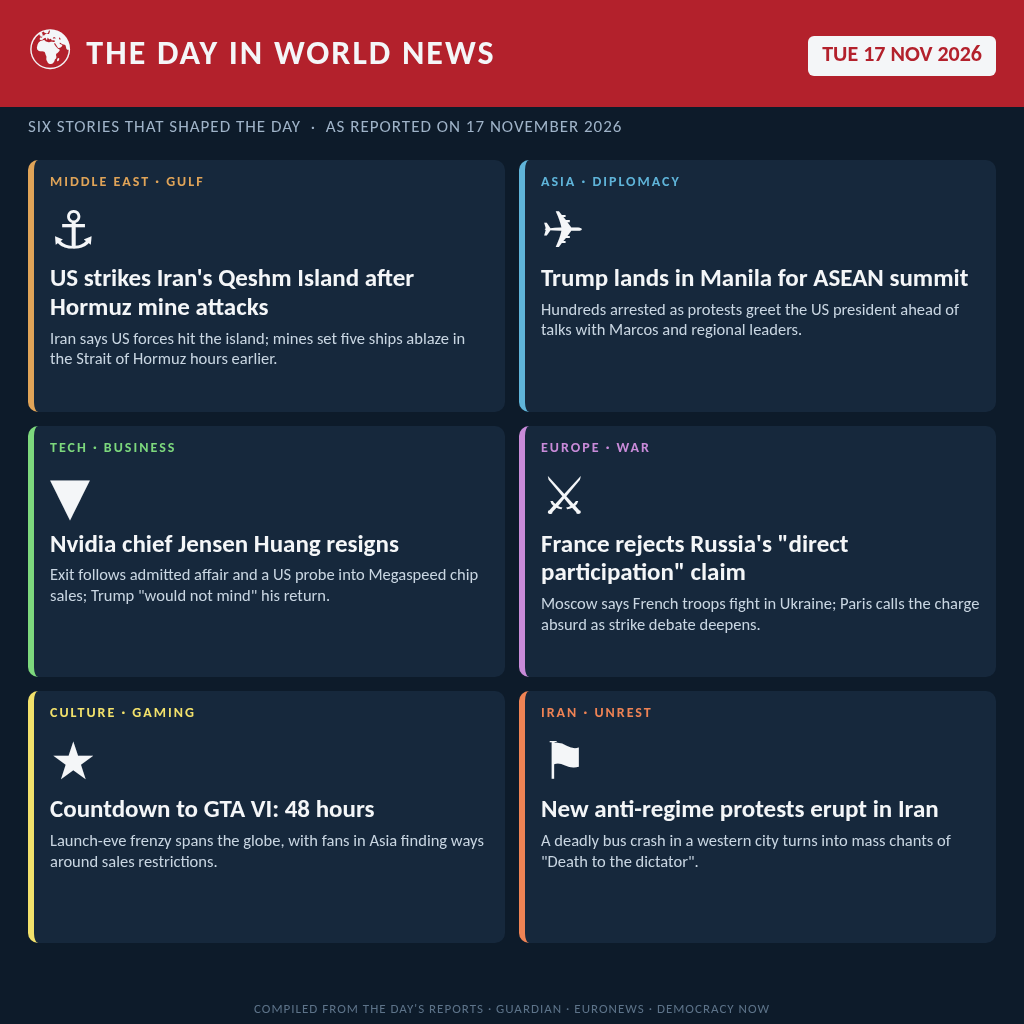 THE DAY IN WORLD NEWS
TUE 17 NOV 2026
SIX STORIES THAT SHAPED THE DAY · AS REPORTED ON 17 NOVEMBER 2026
MIDDLE EAST · GULF
US strikes Iran's Qeshm Island after
Hormuz mine attacks
Iran says US forces hit the island; mines set five ships ablaze in
the Strait of Hormuz hours earlier.
ASIA · DIPLOMACY
Trump lands in Manila for ASEAN summit
Hundreds arrested as protests greet the US president ahead of
talks with Marcos and regional leaders.
TECH · BUSINESS
Nvidia chief Jensen Huang resigns
Exit follows admitted affair and a US probe into Megaspeed chip
sales; Trump "would not mind" his return.
EUROPE · WAR
France rejects Russia's "direct
participation" claim
Moscow says French troops fight in Ukraine; Paris calls the charge
absurd as strike debate deepens.
CULTURE · GAMING
Countdown to GTA VI: 48 hours
Launch-eve frenzy spans the globe, with fans in Asia finding ways
around sales restrictions.
IRAN · UNREST
New anti-regime protests erupt in Iran
A deadly bus crash in a western city turns into mass chants of
"Death to the dictator".
COMPILED FROM THE DAY'S REPORTS · GUARDIAN · EURONEWS · DEMOCRACY NOW